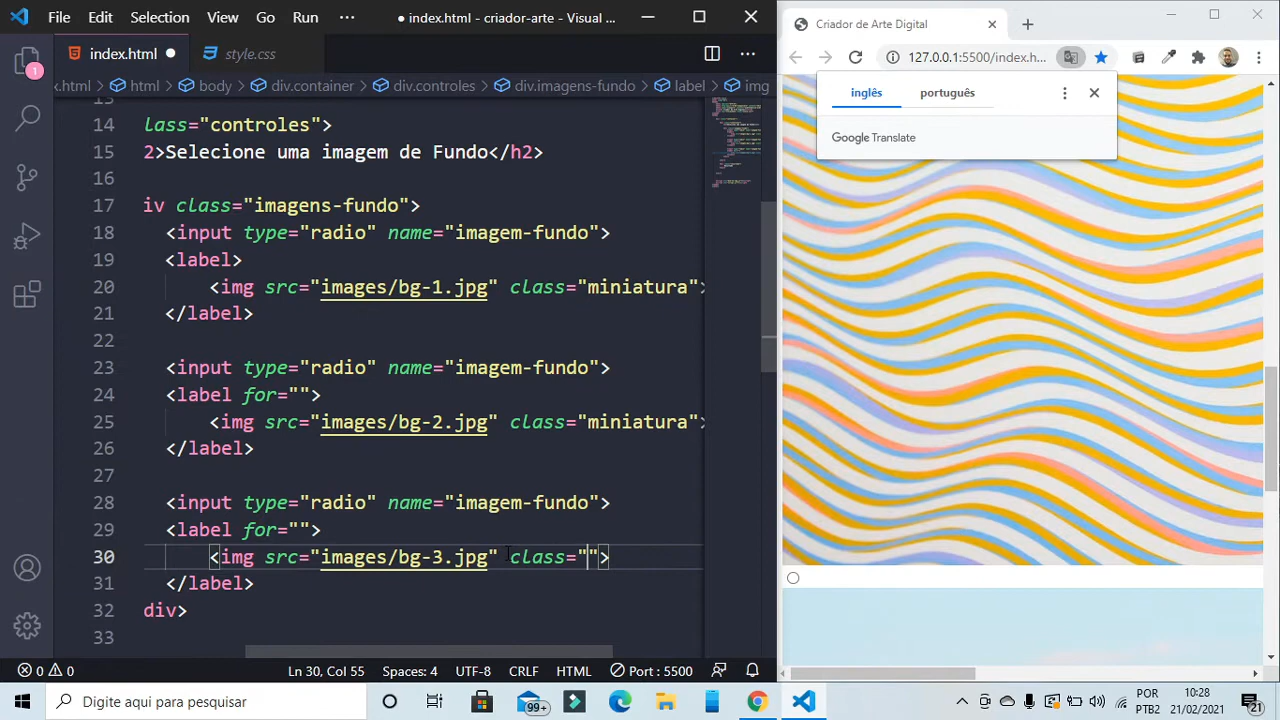 File Edit Selection View Go Run ··· ● index.html - criador-arte - Visual ...
index.html ● style.css ···
.html > html > body > div.container > div.controles > div.imagens-fundo > label > img
14 lass="controles">
15 2>Selecione uma imagem de Fundo</h2>
16
17 iv class="imagens-fundo">
18 <input type="radio" name="imagem-fundo">
19 <label>
20 <img src="images/bg-1.jpg" class="miniatura">
21 </label>
22
23 <input type="radio" name="imagem-fundo">
24 <label for="">
25 <img src="images/bg-2.jpg" class="miniatura">
26 </label>
27
28 <input type="radio" name="imagem-fundo">
29 <label for="">
30 <img src="images/bg-3.jpg" class="">
31 </label>
32 div>
33
1
0 0 Ln 30, Col 55 Spaces: 4 UTF-8 CRLF HTML Port : 5500
Criador de Arte Digital
127.0.0.1:5500/index.h...
inglês português
Google Translate
Digite aqui para pesquisar
99+
POR
PTB2
10:28
21/02/2021
21